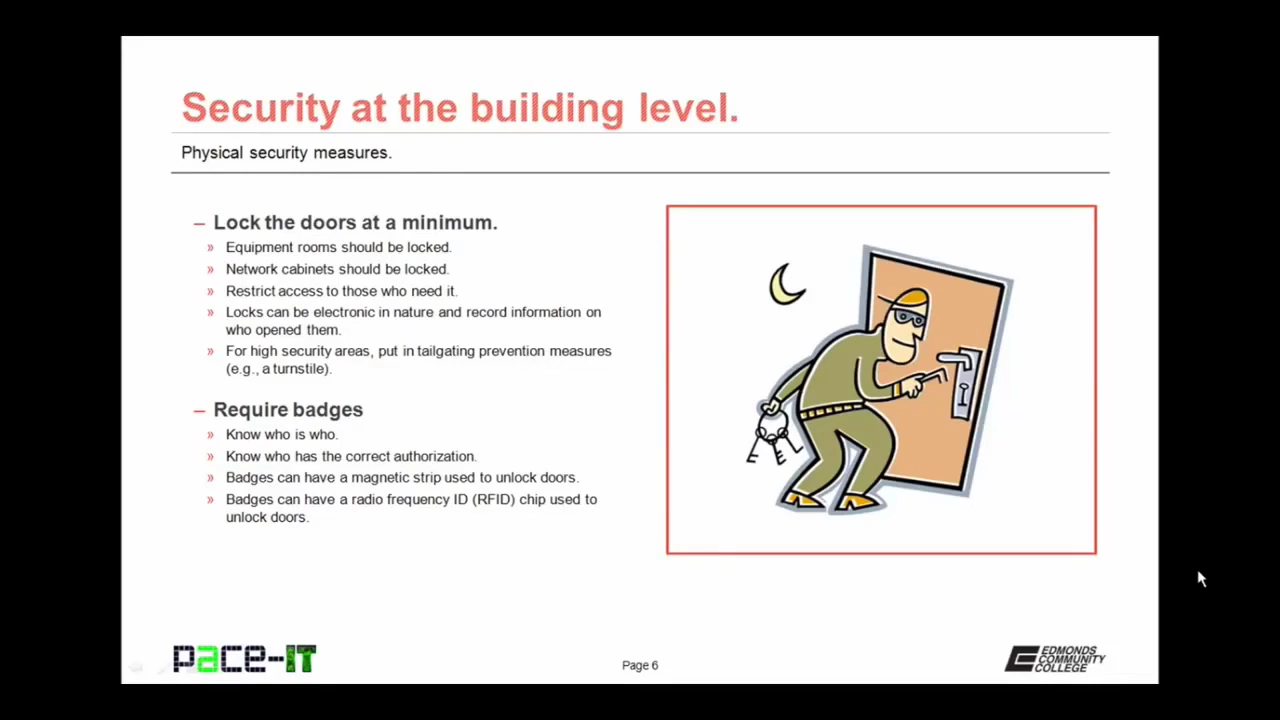 Security at the building level.
Physical security measures.
– Lock the doors at a minimum.
» Equipment rooms should be locked.
» Network cabinets should be locked.
» Restrict access to those who need it.
» Locks can be electronic in nature and record information on
who opened them.
» For high security areas, put in tailgating prevention measures
(e.g., a turnstile).
– Require badges
» Know who is who.
» Know who has the correct authorization.
» Badges can have a magnetic strip used to unlock doors.
» Badges can have a radio frequency ID (RFID) chip used to
unlock doors.
pace-IT
Page 6
EDMONDS
COMMUNITY
COLLEGE